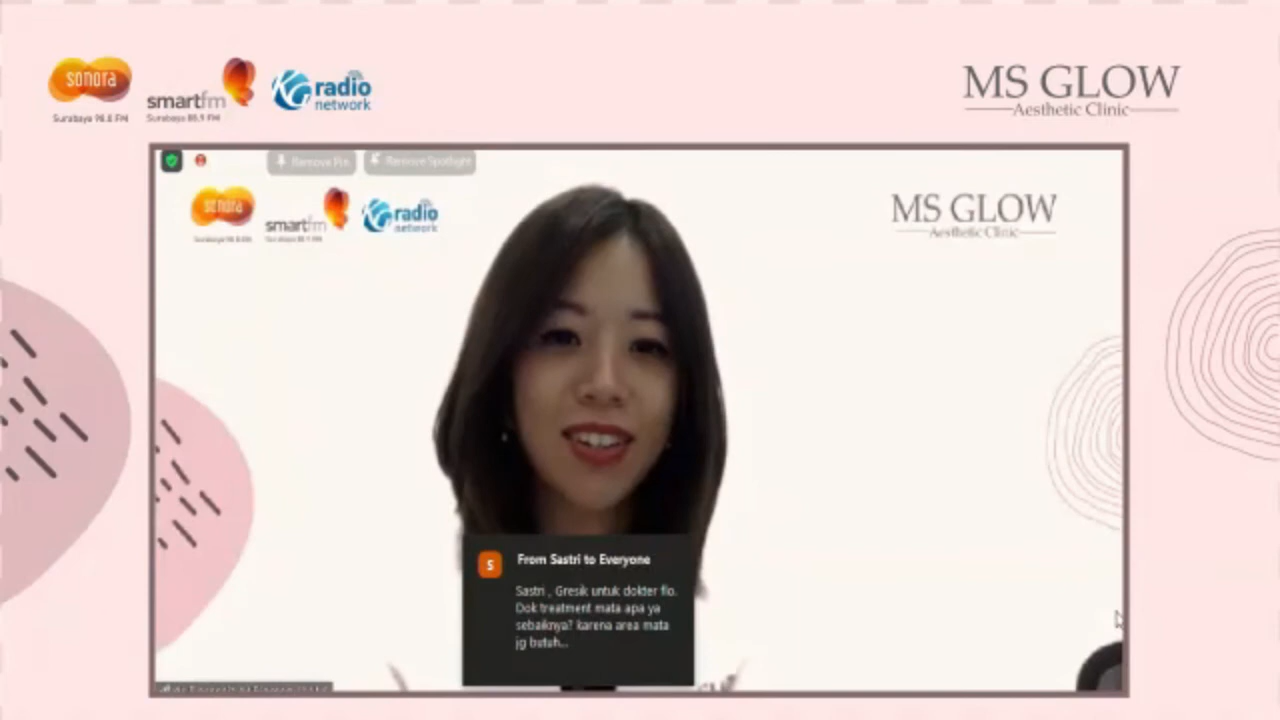 sonora
Surabaya 98.0 FM
smartfm
Surabaya 88.9 FM
radio
network
MS GLOW
Aesthetic Clinic
Remove Pin
Remove Spotlight
sonora
smartfm
radio
network
MS GLOW
Aesthetic Clinic
S
From Sastri to Everyone
Sastri , Gresik untuk dokter flo.
Dok treatment mata apa ya
sebaiknya? karena area mata
jg butuh...